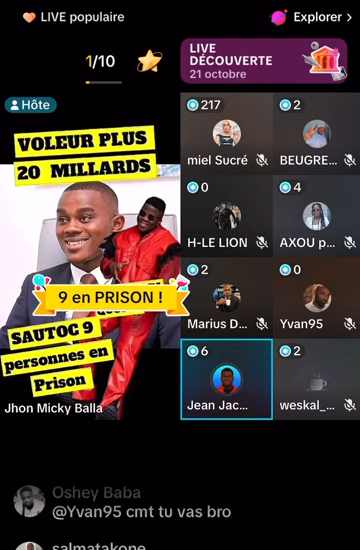 LIVE populaire
Explorer >
1/10
LIVE
DÉCOUVERTE
21 octobre
Hôte
217
2
VOLEUR PLUS
20 MILLARDS
miel Sucré
BEUGRE...
0
4
H-LE LION
AXOU p...
2
0
9 en PRISON !
Marius D...
Yvan95
SAUTOC 9
personnes en
Prison
6
2
Jhon Micky Balla
Jean Jac...
weskal_...
Oshey Baba
@Yvan95 cmt tu vas bro
salmatakone